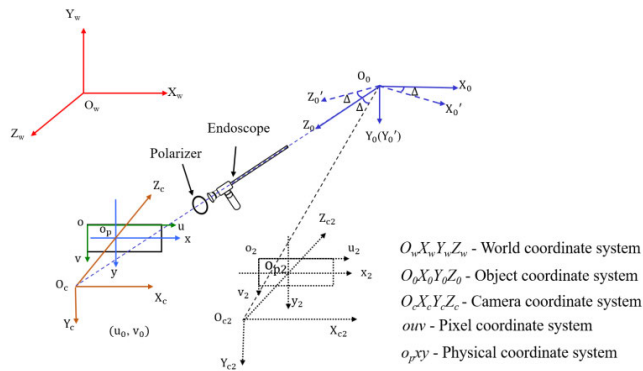 Y_w
X_w
O_w
Z_w
O_0
X_0
Z_0′
Δ
Δ
Δ
X_0′
Z_0
Y_0(Y_0′)
Endoscope
Polarizer
Z_c
o
o_p
u
v
x
y
O_c
X_c
Y_c
(u_0, v_0)
Z_c2
o_2
u_2
o_p2
x_2
v_2
y_2
O_c2
X_c2
Y_c2
O_wX_wY_wZ_w - World coordinate system
O_0X_0Y_0Z_0 - Object coordinate system
O_cX_cY_cZ_c - Camera coordinate system
ouv - Pixel coordinate system
o_pxy - Physical coordinate system